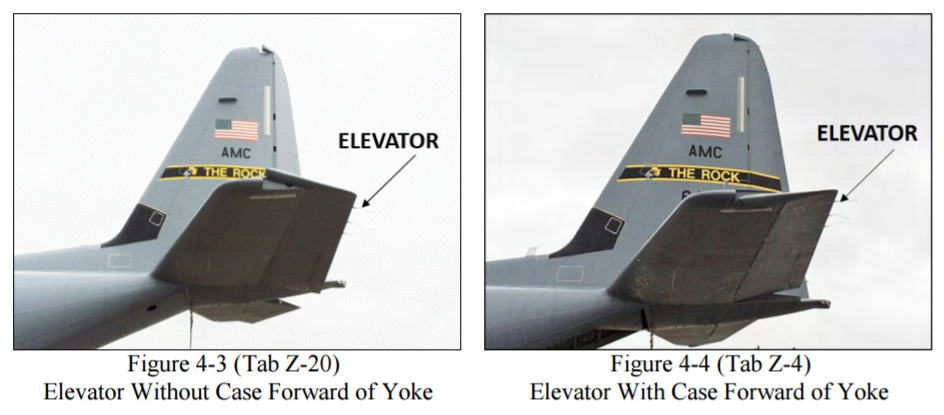 ELEVATOR
AMC
THE ROCK
Figure 4-3 (Tab Z-20)
Elevator Without Case Forward of Yoke
ELEVATOR
AMC
THE ROCK
Figure 4-4 (Tab Z-4)
Elevator With Case Forward of Yoke